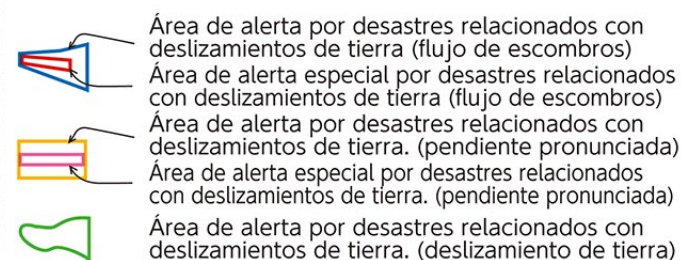 Área de alerta por desastres relacionados con
deslizamientos de tierra (flujo de escombros)
Área de alerta especial por desastres relacionados
con deslizamientos de tierra (flujo de escombros)
Área de alerta por desastres relacionados con
deslizamientos de tierra. (pendiente pronunciada)
Área de alerta especial por desastres relacionados
con deslizamientos de tierra. (pendiente pronunciada)
Área de alerta por desastres relacionados con
deslizamientos de tierra. (deslizamiento de tierra)